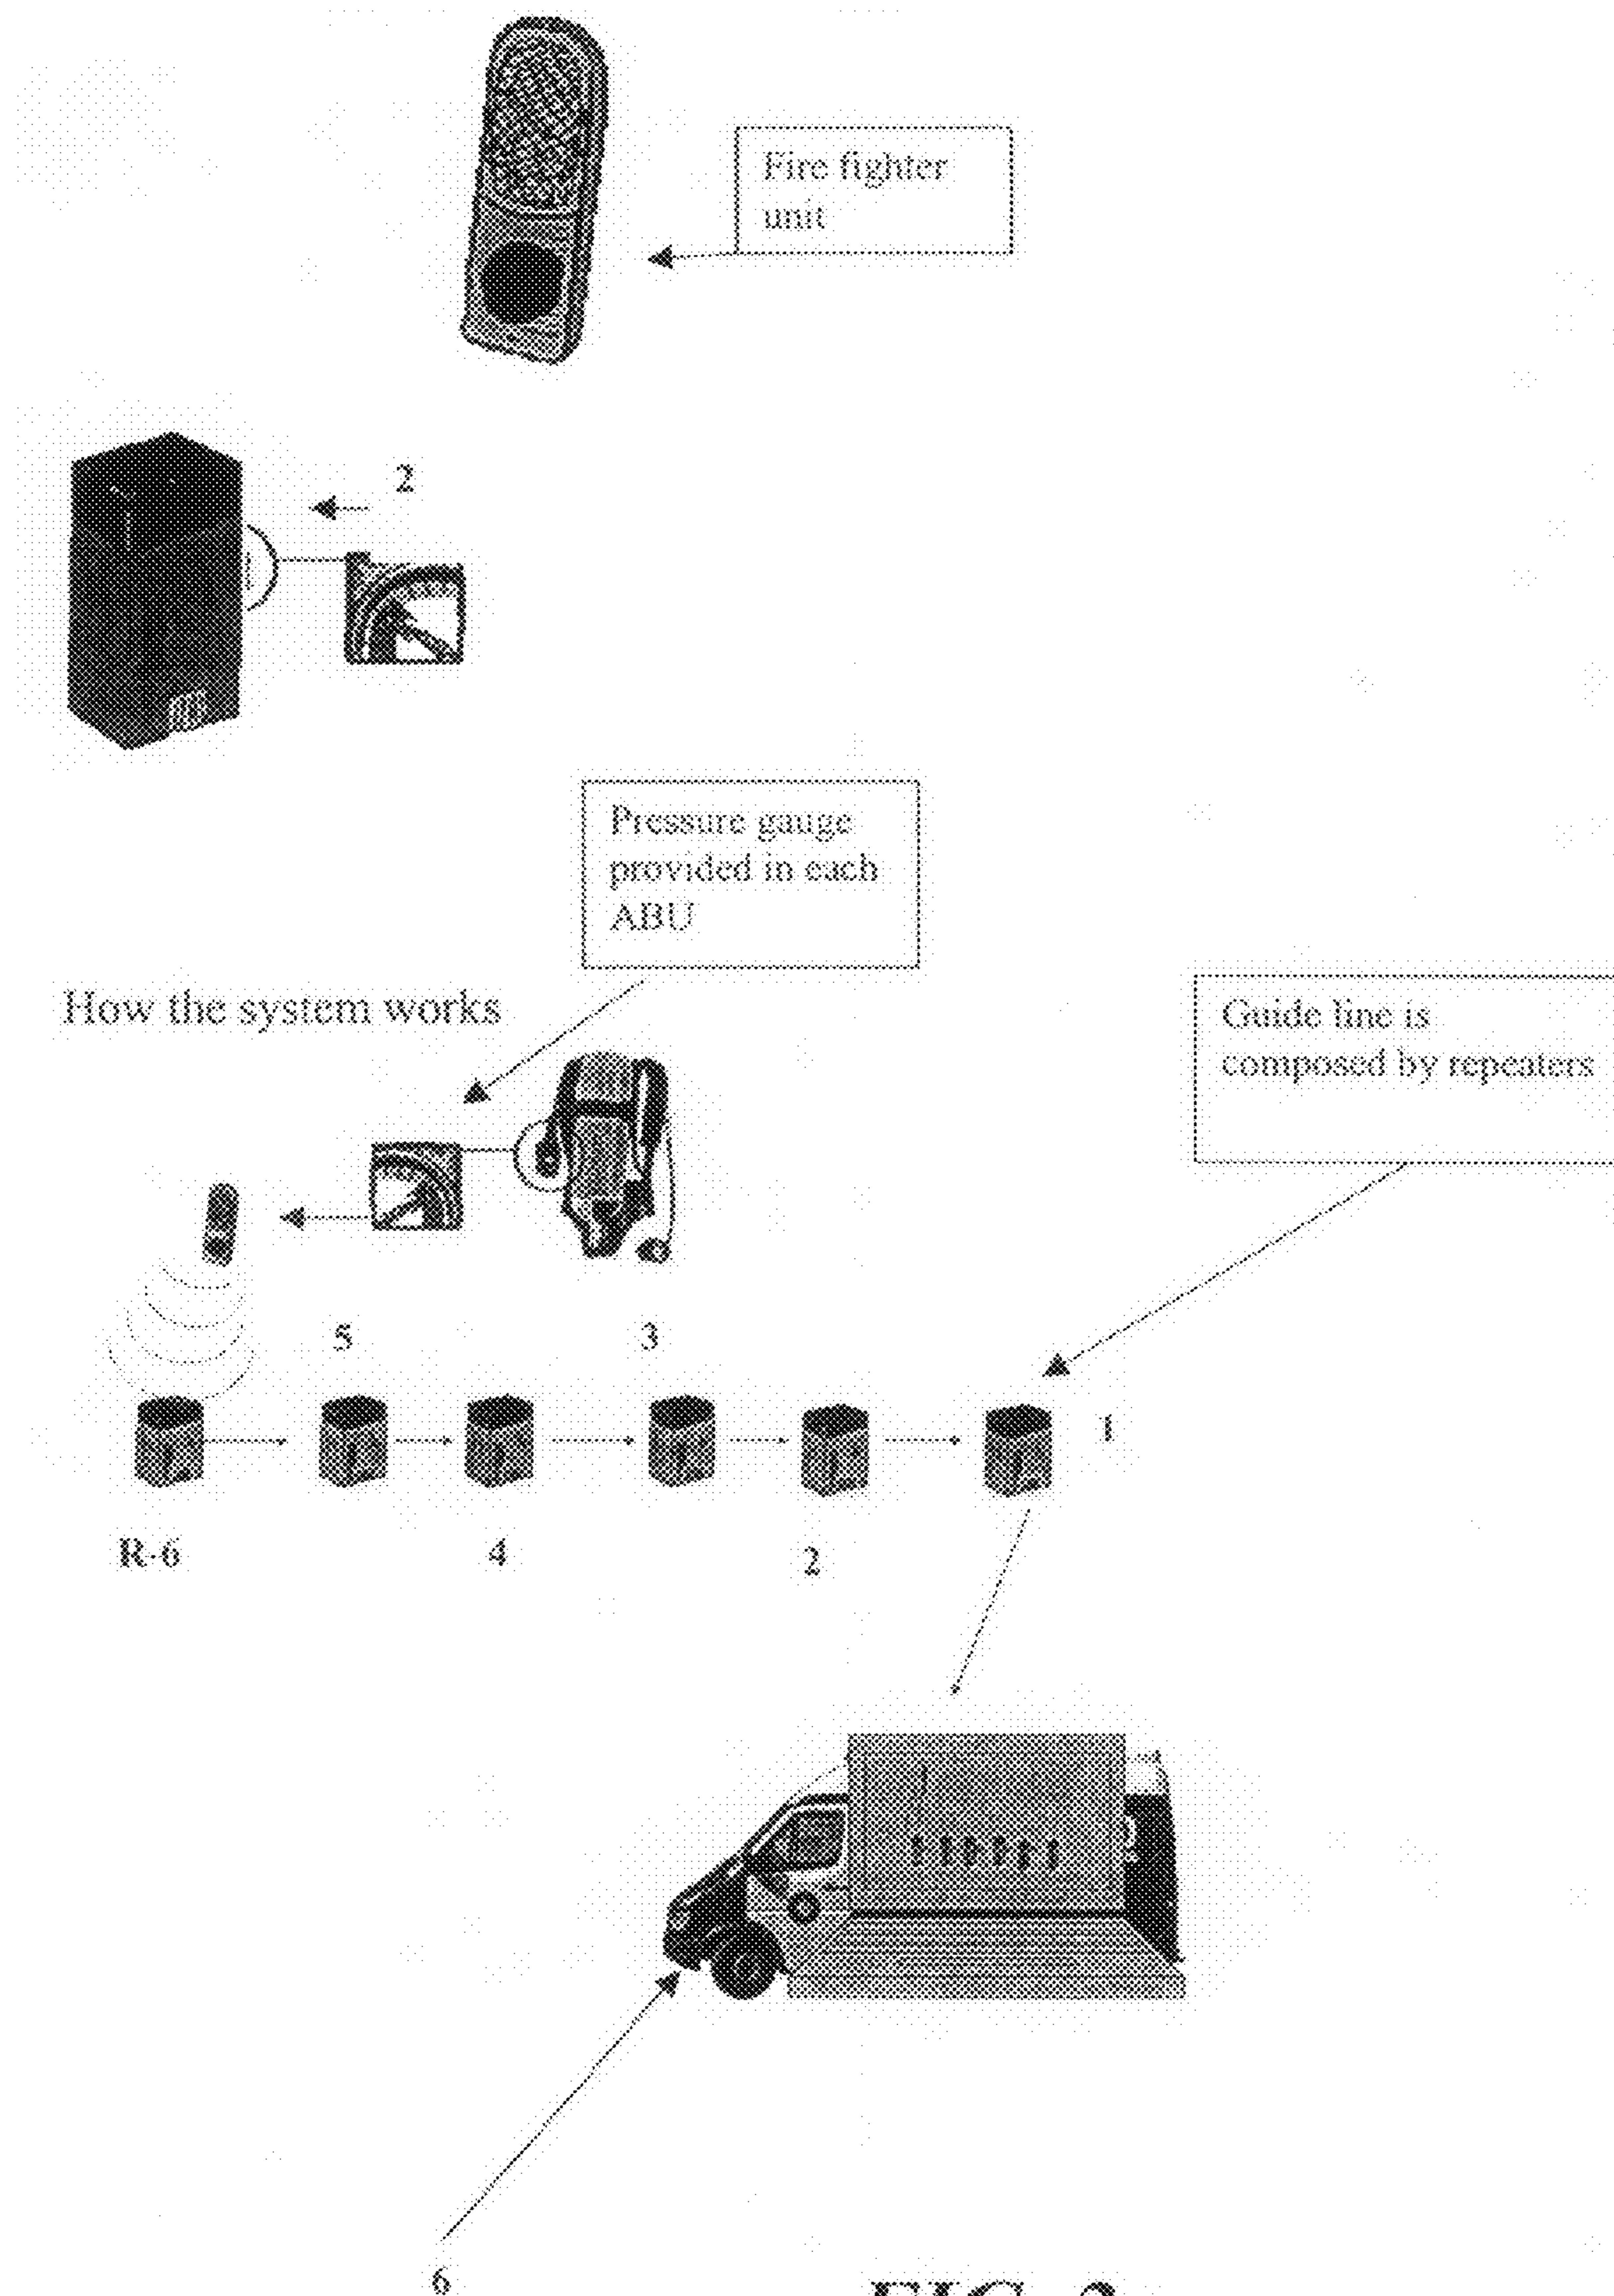 Fire fighter
unit
2
Pressure gauge
provided in each
ABU
How the system works
Guide line is
composed by repeaters
5
3
1
R-6
4
2
6